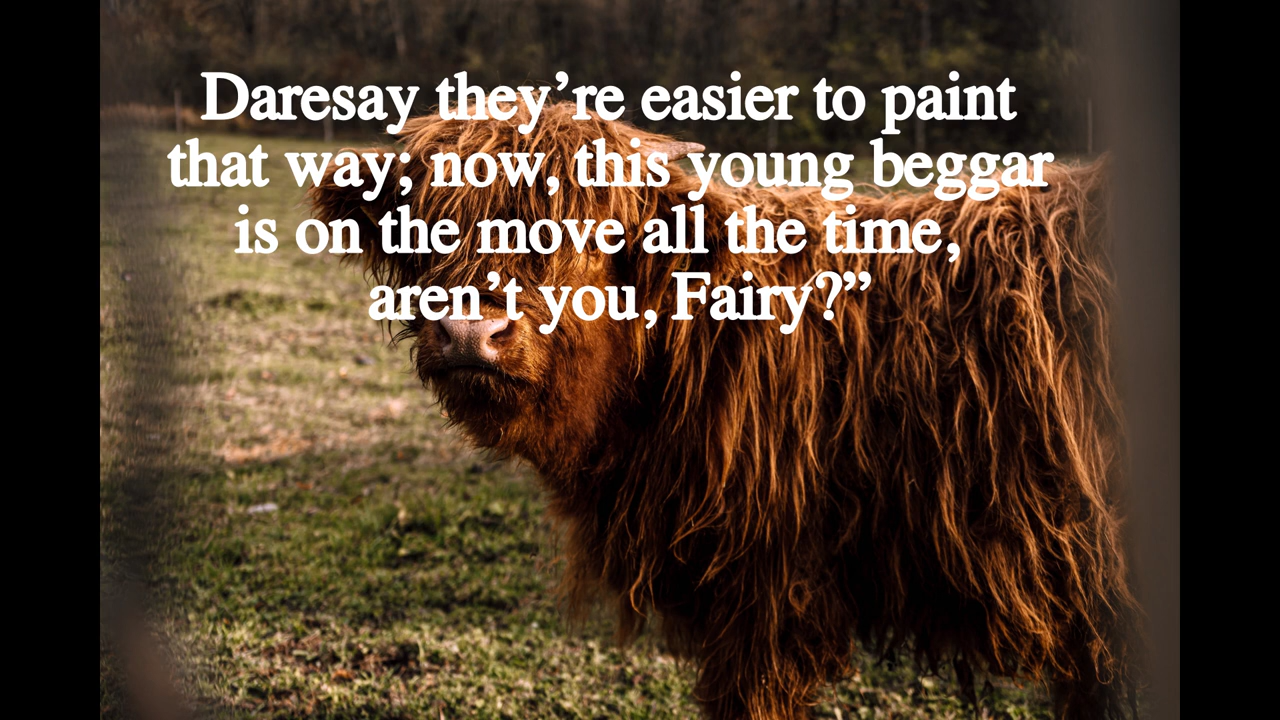 Daresay they’re easier to paint
that way; now, this young beggar
is on the move all the time,
aren’t you, Fairy?”